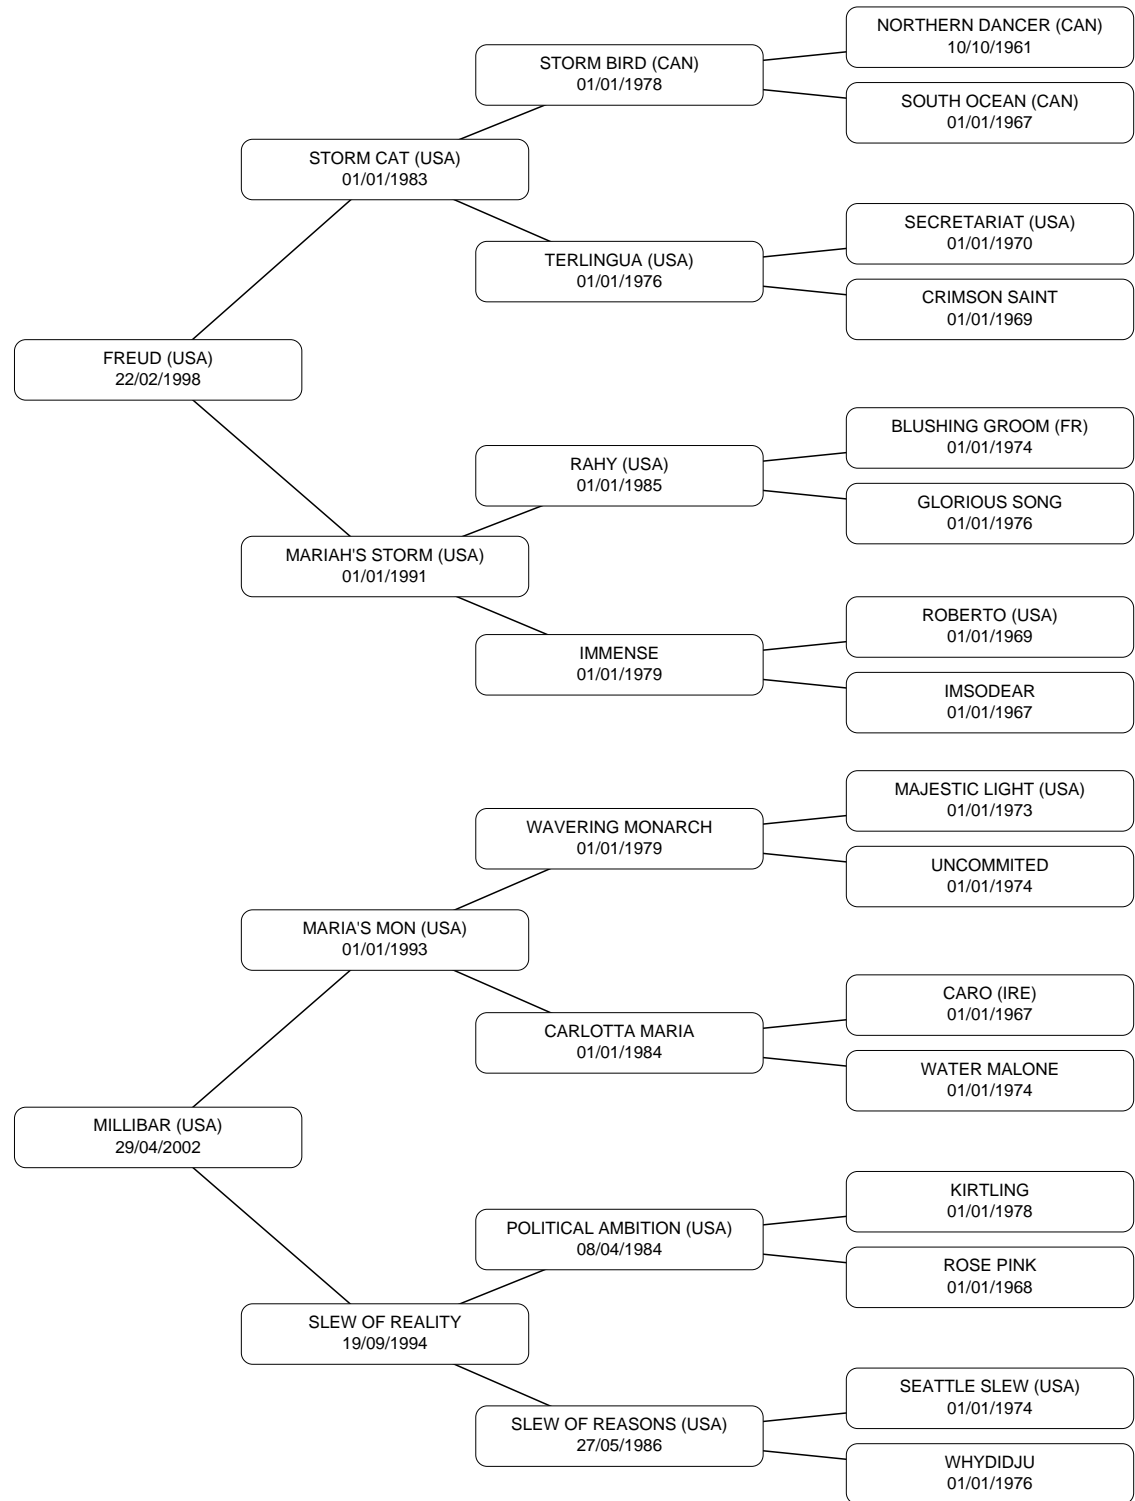 NORTHERN DANCER (CAN)
10/10/1961
STORM BIRD (CAN)
01/01/1978
SOUTH OCEAN (CAN)
01/01/1967
STORM CAT (USA)
01/01/1983
SECRETARIAT (USA)
01/01/1970
TERLINGUA (USA)
01/01/1976
CRIMSON SAINT
01/01/1969
FREUD (USA)
22/02/1998
BLUSHING GROOM (FR)
01/01/1974
RAHY (USA)
01/01/1985
GLORIOUS SONG
01/01/1976
MARIAH'S STORM (USA)
01/01/1991
ROBERTO (USA)
01/01/1969
IMMENSE
01/01/1979
IMSODEAR
01/01/1967
MAJESTIC LIGHT (USA)
01/01/1973
WAVERING MONARCH
01/01/1979
UNCOMMITED
01/01/1974
MARIA'S MON (USA)
01/01/1993
CARO (IRE)
01/01/1967
CARLOTTA MARIA
01/01/1984
WATER MALONE
01/01/1974
MILLIBAR (USA)
29/04/2002
KIRTLING
01/01/1978
POLITICAL AMBITION (USA)
08/04/1984
ROSE PINK
01/01/1968
SLEW OF REALITY
19/09/1994
SEATTLE SLEW (USA)
01/01/1974
SLEW OF REASONS (USA)
27/05/1986
WHYDIDJU
01/01/1976